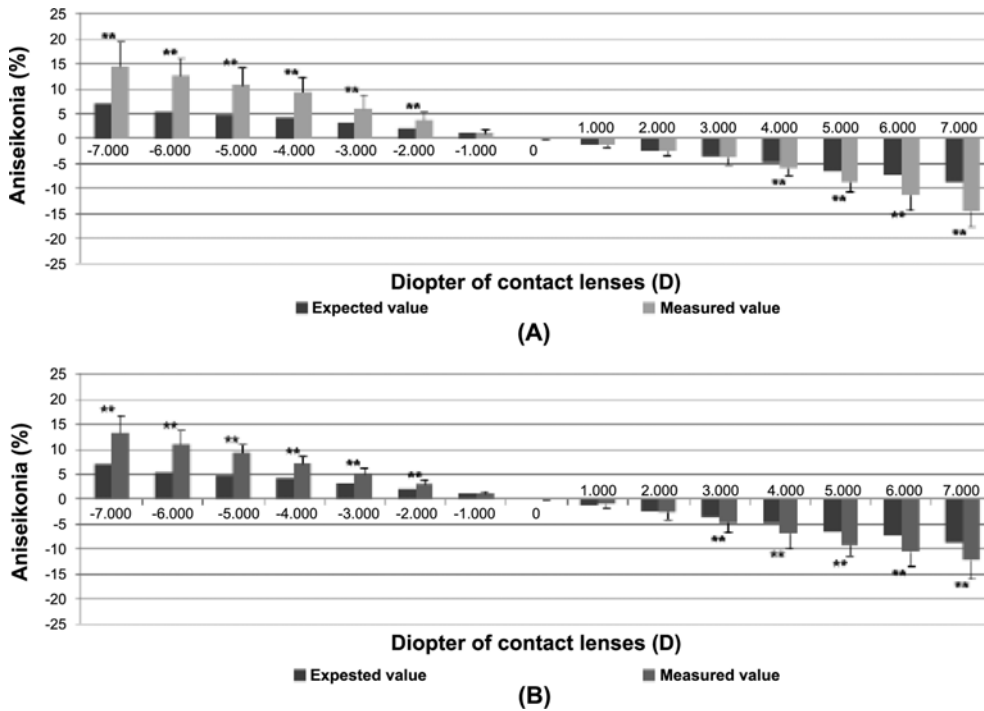 25
20
15
10
5
0
-5
-10
-15
-20
-25
Aniseikonia (%)
** ** ** ** ** **
-7.000 -6.000 -5.000 -4.000 -3.000 -2.000 -1.000 0 1.000 2.000 3.000 4.000 5.000 6.000 7.000
** ** ** **
Diopter of contact lenses (D)
Expected value Measured value
(A)
25
20
15
10
5
0
-5
-10
-15
-20
-25
Aniseikonia (%)
** ** ** ** ** **
-7.000 -6.000 -5.000 -4.000 -3.000 -2.000 -1.000 0 1.000 2.000 3.000 4.000 5.000 6.000 7.000
** ** ** ** **
Diopter of contact lenses (D)
Expested value Measured value
(B)